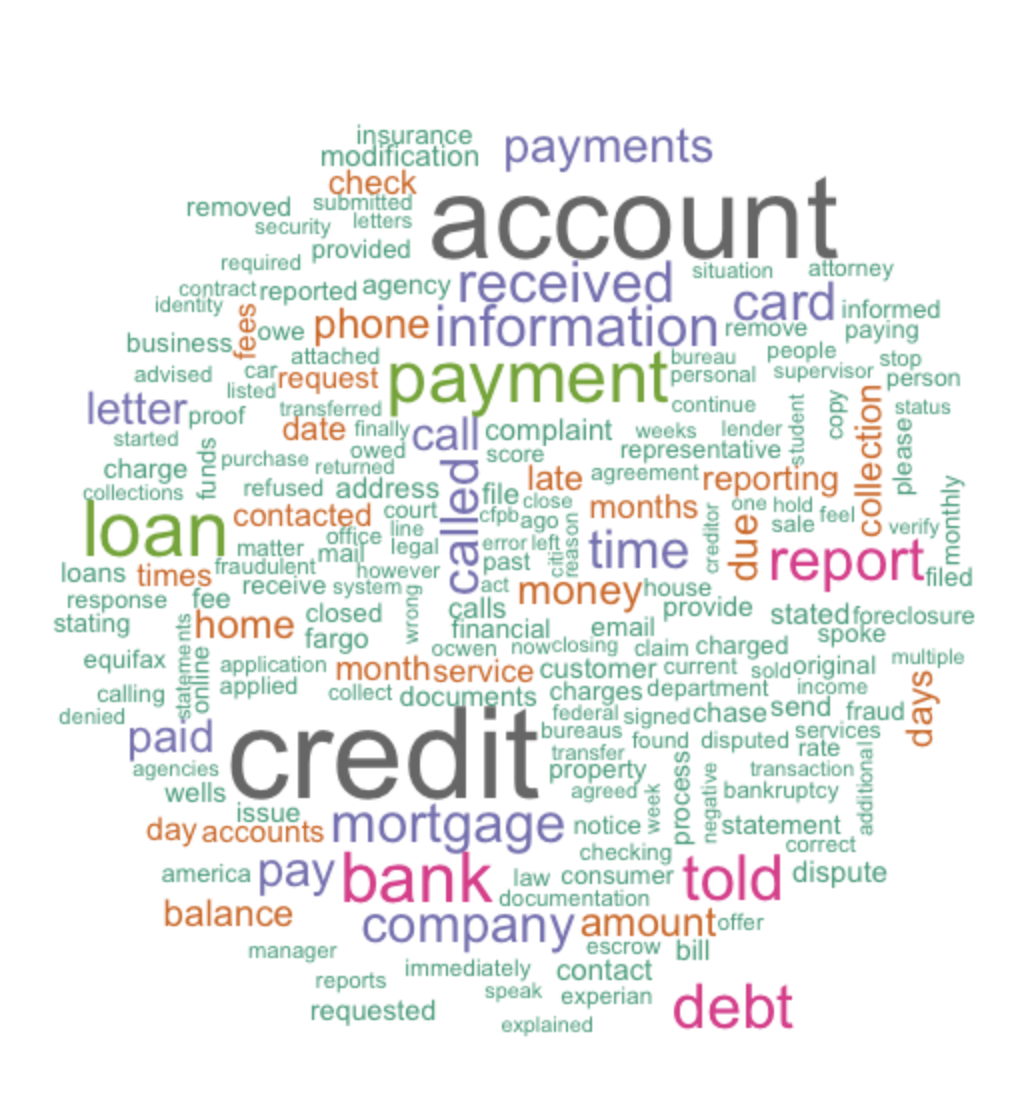 insurance
payments
modification
check
account
submitted
removed
letters
security
provided
required
received
situation
attorney
contract
reported
agency
card
identity
informed
fees
owe
phone
information
remove
paying
business
attached
payment
bureau
people
stop
advised
car
request
personal
supervisor
person
listed
letter
proof
transferred
continue
student
copy
collection
status
started
date
finally
call
complaint
weeks
lender
please
charge
funds
purchase
owed
returned
score
representative
collections
refused
address
called
late
agreement
reporting
monthly
loan
contacted
court
file
close
months
creditor
one
hold
office
line
cfpb
ago
due
sale
feel
verify
matter
mail
legal
error
left
citi
reason
time
report
loans
times
fraudulent
however
past
filed
response
fee
receive
system
wrong
act
money
house
stating
home
closed
calls
provide
stated
foreclosure
fargo
financial
email
spoke
equifax
statements
online
application
ocwen
now
closing
claim
charged
multiple
month
service
customer
current
sold
original
calling
applied
collect
documents
charges
department
income
days
denied
credit
federal
signed
chase
send
fraud
paid
bureaus
found
disputed
services
agencies
transfer
rate
wells
property
process
negative
transaction
additional
agreed
week
bankruptcy
issue
day
accounts
mortgage
notice
statement
checking
correct
america
pay
bank
law
consumer
told
dispute
documentation
balance
company
amount
offer
manager
escrow
bill
immediately
contact
reports
speak
experian
debt
requested
explained